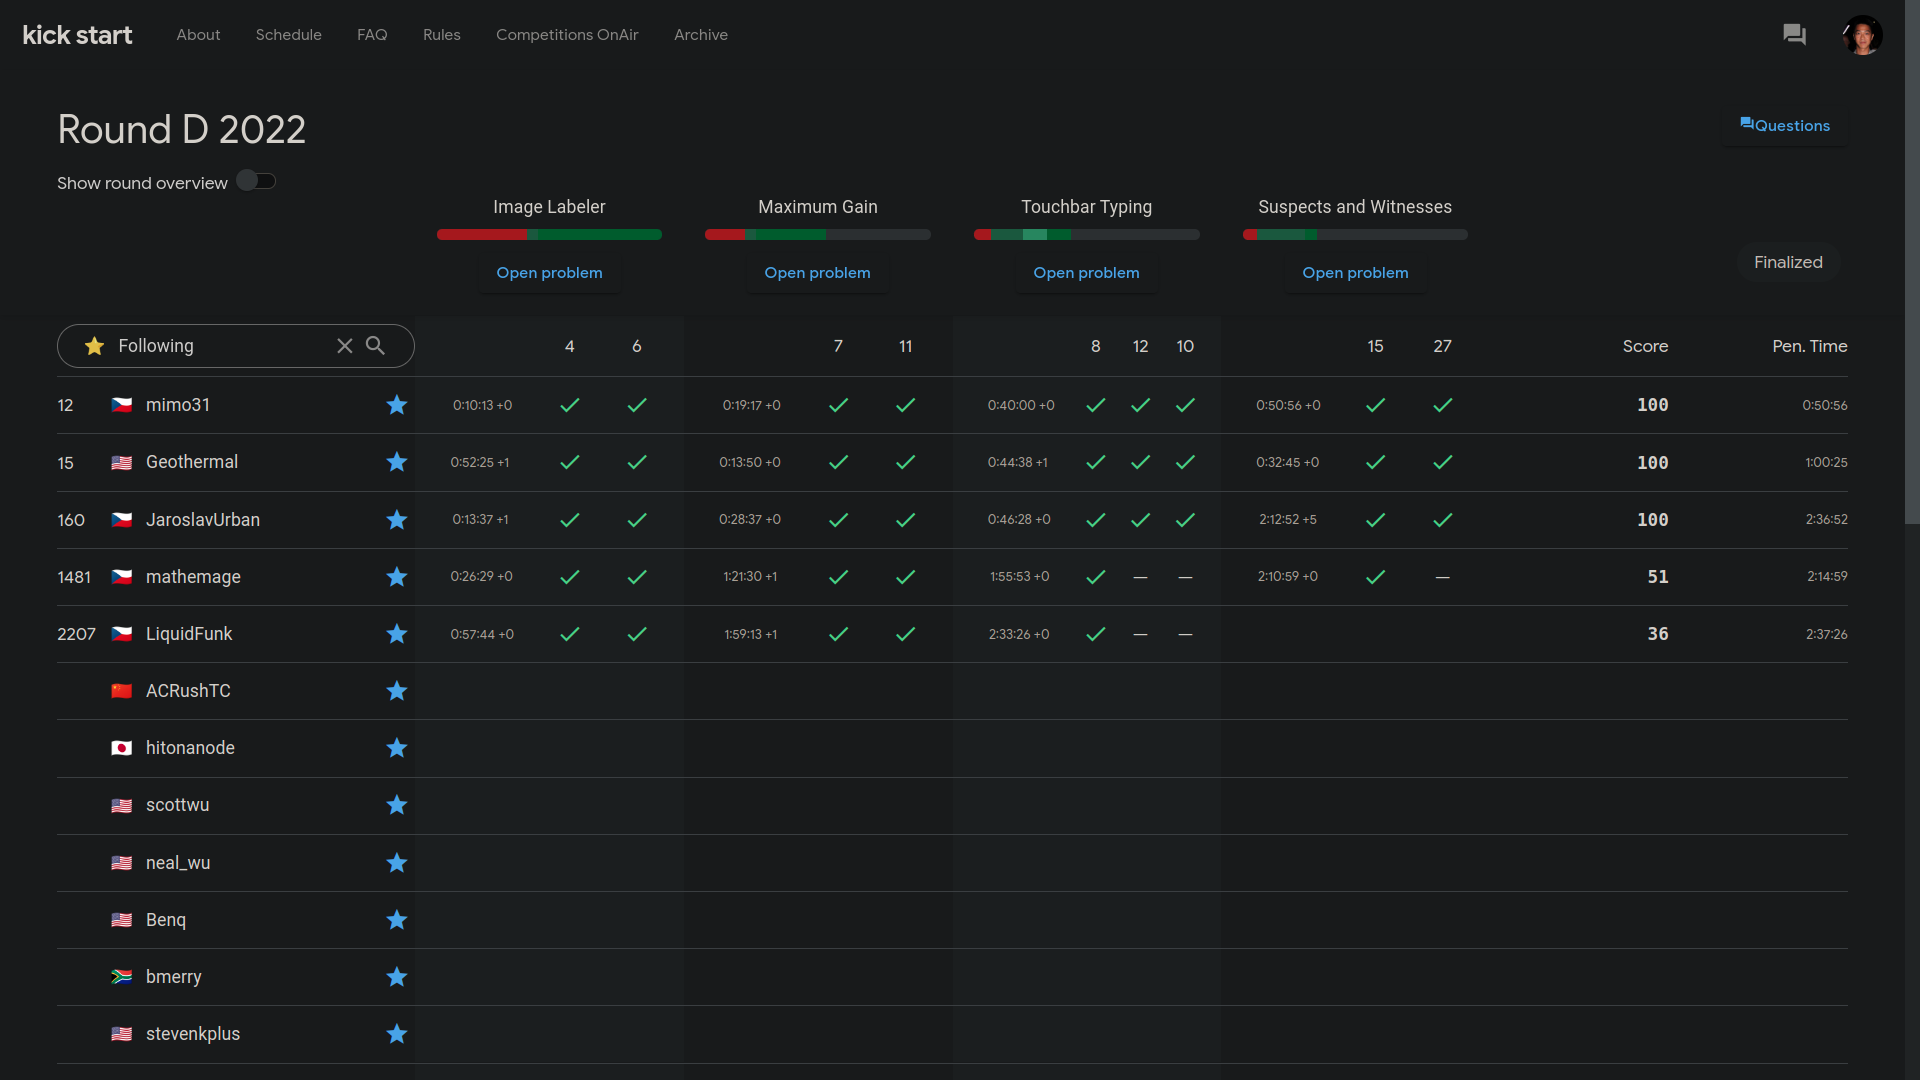 kick start About Schedule FAQ Rules Competitions OnAir Archive
Round D 2022
Questions
Show round overview
Image Labeler Maximum Gain Touchbar Typing Suspects and Witnesses
Open problem Open problem Open problem Open problem
Finalized
Following 4 6 7 11 8 12 10 15 27 Score Pen. Time
12 mimo31 0:10:13 +0 0:19:17 +0 0:40:00 +0 0:50:56 +0 100 0:50:56
15 Geothermal 0:52:25 +1 0:13:50 +0 0:44:38 +1 0:32:45 +0 100 1:00:25
160 JaroslavUrban 0:13:37 +1 0:28:37 +0 0:46:28 +0 2:12:52 +5 100 2:36:52
1481 mathemage 0:26:29 +0 1:21:30 +1 1:55:53 +0 — — 2:10:59 +0 — 51 2:14:59
2207 LiquidFunk 0:57:44 +0 1:59:13 +1 2:33:26 +0 — — 36 2:37:26
ACRushTC
hitonanode
scottwu
neal_wu
Benq
bmerry
stevenkplus